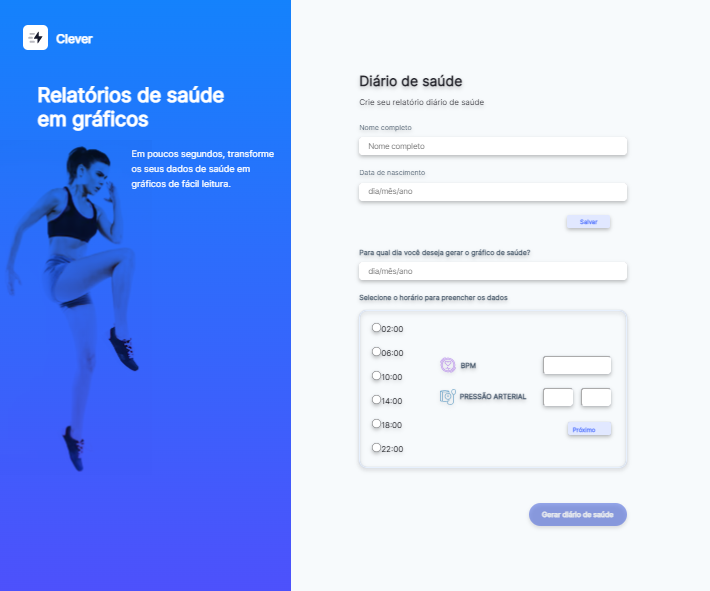 Clever
Relatórios de saúde
em gráficos
Em poucos segundos, transforme
os seus dados de saúde em
gráficos de fácil leitura.
Diário de saúde
Crie seu relatório diário de saúde
Nome completo
Nome completo
Data de nascimento
dia/mês/ano
Salvar
Para qual dia você deseja gerar o gráfico de saúde?
dia/mês/ano
Selecione o horário para preencher os dados
02:00
06:00
10:00
14:00
18:00
22:00
BPM
PRESSÃO ARTERIAL
Próximo
Gerar diário de saúde